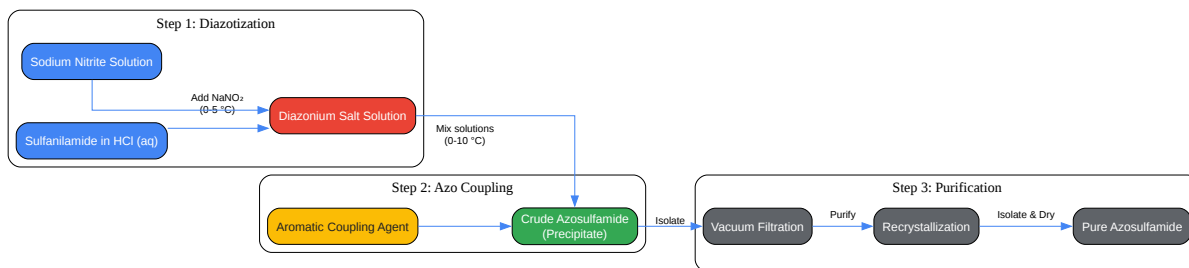 Step 1: Diazotization
Sodium Nitrite Solution
Add NaNO₂
(0-5 °C)
Diazonium Salt Solution
Sulfanilamide in HCl (aq)
Mix solutions
(0-10 °C)
Step 2: Azo Coupling
Aromatic Coupling Agent
Crude Azosulfamide
(Precipitate)
Isolate
Step 3: Purification
Vacuum Filtration
Purify
Recrystallization
Isolate & Dry
Pure Azosulfamide